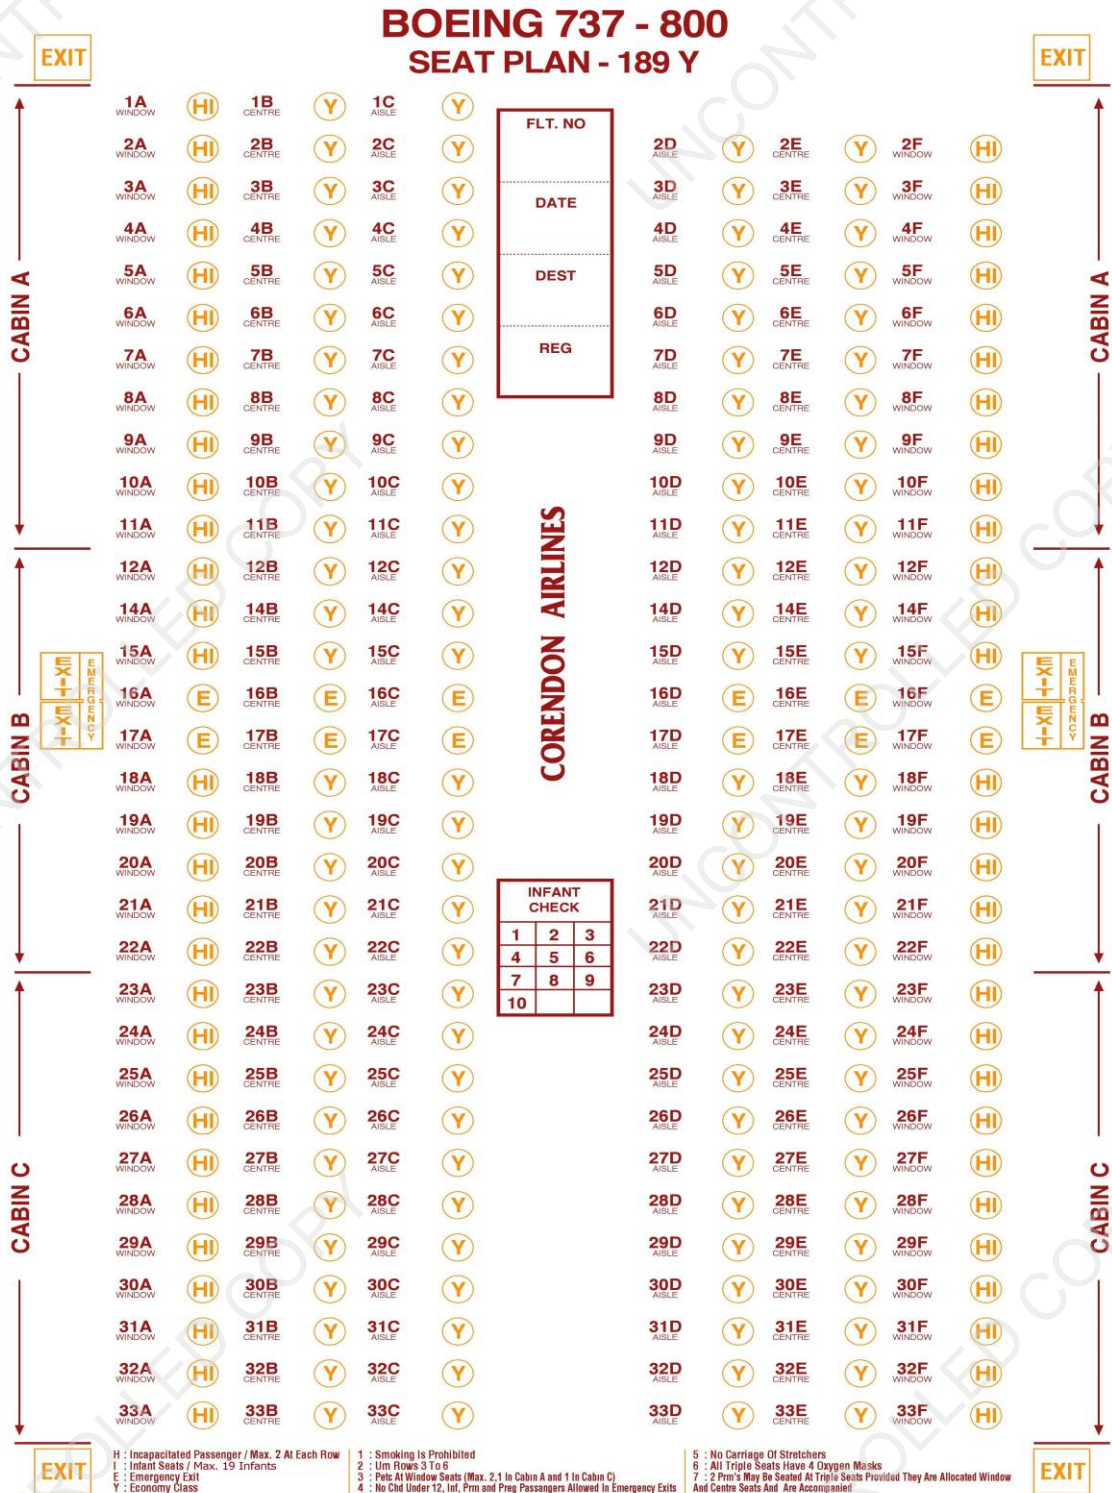 BOEING 737 - 800
SEAT PLAN - 189 Y
EXIT EXIT
1A WINDOW HI 1B CENTRE Y 1C AISLE Y
2A WINDOW HI 2B CENTRE Y 2C AISLE Y 2D AISLE Y 2E CENTRE Y 2F WINDOW HI
3A WINDOW HI 3B CENTRE Y 3C AISLE Y 3D AISLE Y 3E CENTRE Y 3F WINDOW HI
4A WINDOW HI 4B CENTRE Y 4C AISLE Y 4D AISLE Y 4E CENTRE Y 4F WINDOW HI
5A WINDOW HI 5B CENTRE Y 5C AISLE Y 5D AISLE Y 5E CENTRE Y 5F WINDOW HI
6A WINDOW HI 6B CENTRE Y 6C AISLE Y 6D AISLE Y 6E CENTRE Y 6F WINDOW HI
7A WINDOW HI 7B CENTRE Y 7C AISLE Y 7D AISLE Y 7E CENTRE Y 7F WINDOW HI
8A WINDOW HI 8B CENTRE Y 8C AISLE Y 8D AISLE Y 8E CENTRE Y 8F WINDOW HI
9A WINDOW HI 9B CENTRE Y 9C AISLE Y 9D AISLE Y 9E CENTRE Y 9F WINDOW HI
10A WINDOW HI 10B CENTRE Y 10C AISLE Y 10D AISLE Y 10E CENTRE Y 10F WINDOW HI
11A WINDOW HI 11B CENTRE Y 11C AISLE Y 11D AISLE Y 11E CENTRE Y 11F WINDOW HI
12A WINDOW HI 12B CENTRE Y 12C AISLE Y 12D AISLE Y 12E CENTRE Y 12F WINDOW HI
14A WINDOW HI 14B CENTRE Y 14C AISLE Y 14D AISLE Y 14E CENTRE Y 14F WINDOW HI
15A WINDOW HI 15B CENTRE Y 15C AISLE Y 15D AISLE Y 15E CENTRE Y 15F WINDOW HI
16A WINDOW E 16B CENTRE E 16C AISLE E 16D AISLE E 16E CENTRE E 16F WINDOW E
17A WINDOW E 17B CENTRE E 17C AISLE E 17D AISLE E 17E CENTRE E 17F WINDOW E
18A WINDOW HI 18B CENTRE Y 18C AISLE Y 18D AISLE Y 18E CENTRE Y 18F WINDOW HI
19A WINDOW HI 19B CENTRE Y 19C AISLE Y 19D AISLE Y 19E CENTRE Y 19F WINDOW HI
20A WINDOW HI 20B CENTRE Y 20C AISLE Y 20D AISLE Y 20E CENTRE Y 20F WINDOW HI
21A WINDOW HI 21B CENTRE Y 21C AISLE Y 21D AISLE Y 21E CENTRE Y 21F WINDOW HI
22A WINDOW HI 22B CENTRE Y 22C AISLE Y 22D AISLE Y 22E CENTRE Y 22F WINDOW HI
23A WINDOW HI 23B CENTRE Y 23C AISLE Y 23D AISLE Y 23E CENTRE Y 23F WINDOW HI
24A WINDOW HI 24B CENTRE Y 24C AISLE Y 24D AISLE Y 24E CENTRE Y 24F WINDOW HI
25A WINDOW HI 25B CENTRE Y 25C AISLE Y 25D AISLE Y 25E CENTRE Y 25F WINDOW HI
26A WINDOW HI 26B CENTRE Y 26C AISLE Y 26D AISLE Y 26E CENTRE Y 26F WINDOW HI
27A WINDOW HI 27B CENTRE Y 27C AISLE Y 27D AISLE Y 27E CENTRE Y 27F WINDOW HI
28A WINDOW HI 28B CENTRE Y 28C AISLE Y 28D AISLE Y 28E CENTRE Y 28F WINDOW HI
29A WINDOW HI 29B CENTRE Y 29C AISLE Y 29D AISLE Y 29E CENTRE Y 29F WINDOW HI
30A WINDOW HI 30B CENTRE Y 30C AISLE Y 30D AISLE Y 30E CENTRE Y 30F WINDOW HI
31A WINDOW HI 31B CENTRE Y 31C AISLE Y 31D AISLE Y 31E CENTRE Y 31F WINDOW HI
32A WINDOW HI 32B CENTRE Y 32C AISLE Y 32D AISLE Y 32E CENTRE Y 32F WINDOW HI
33A WINDOW HI 33B CENTRE Y 33C AISLE Y 33D AISLE Y 33E CENTRE Y 33F WINDOW HI
FLT. NO
DATE
DEST
REG
CORENDON AIRLINES
INFANT
CHECK
1 2 3
4 5 6
7 8 9
10
CABIN A
CABIN B
CABIN C
CABIN A
CABIN B
CABIN C
EXIT EXIT EMERGENCY
EXIT EXIT EMERGENCY
EXIT EXIT
H : Incapacitated Passenger / Max. 2 At Each Row
I : Infant Seats / Max. 19 Infants
E : Emergency Exit
Y : Economy Class
1 : Smoking Is Prohibited
2 : Um Rows 3 To 6
3 : Petc At Window Seats (Max. 2,1 In Cabin A and 1 In Cabin C)
4 : No Chd Under 12, Inf, Prm and Preg Passengers Allowed In Emergency Exits
5 : No Carriage Of Stretchers
6 : All Triple Seats Have 4 Oxygen Masks
7 : 2 Prm's May Be Seated At Triple Seats Provided They Are Allocated Window
And Centre Seats And Are Accompanied
UNCONTROLLED COPY